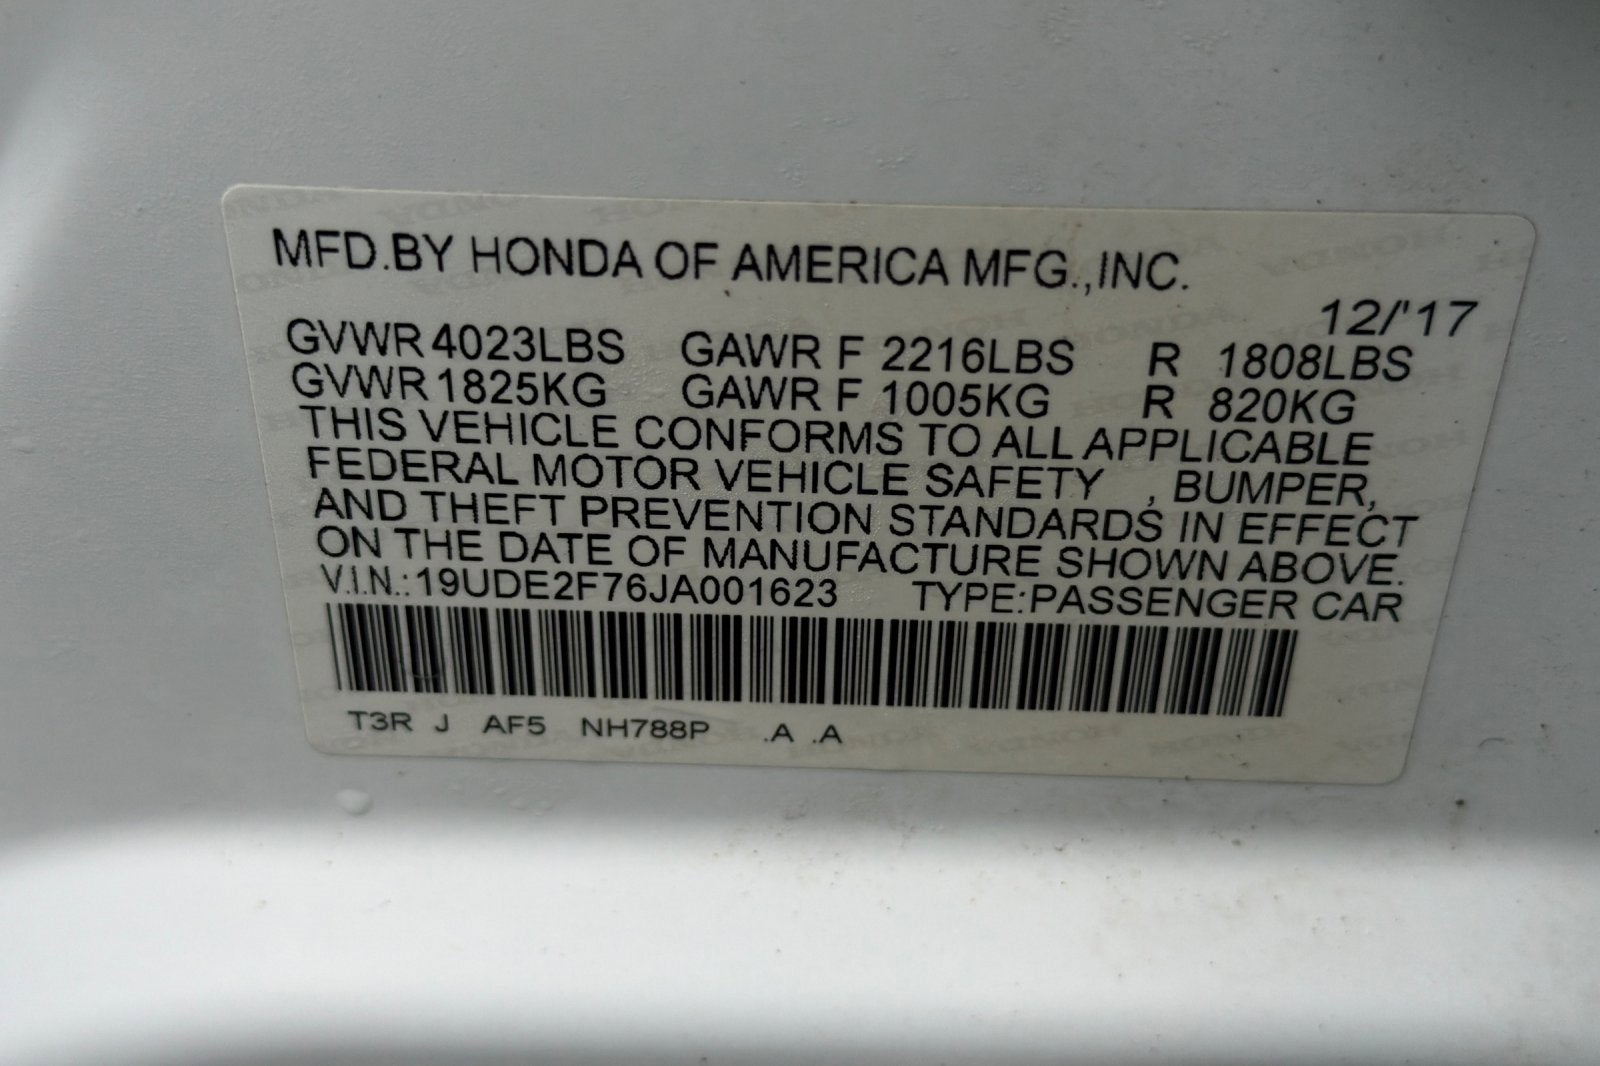 MFD.BY HONDA OF AMERICA MFG.,INC.
12/'17
GVWR 4023LBS GAWR F 2216LBS R 1808LBS
GVWR 1825KG GAWR F 1005KG R 820KG
THIS VEHICLE CONFORMS TO ALL APPLICABLE
FEDERAL MOTOR VEHICLE SAFETY , BUMPER,
AND THEFT PREVENTION STANDARDS IN EFFECT
ON THE DATE OF MANUFACTURE SHOWN ABOVE.
V.I.N.: 19UDE2F76JA001623 TYPE:PASSENGER CAR
T3R J AF5 NH788P .A .A